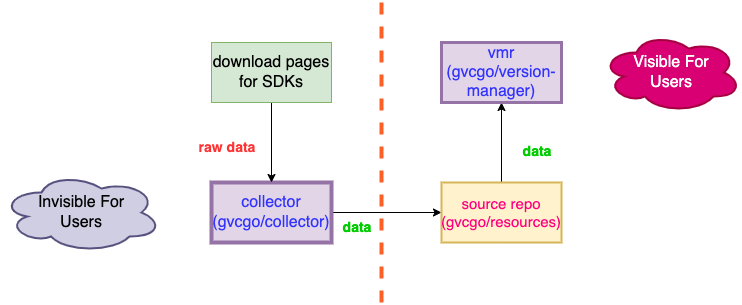 download pages
for SDKs
vmr
(gvcgo/version-
manager)
Visible For
Users
raw data
data
Invisible For
Users
collector
(gvcgo/collector)
data
source repo
(gvcgo/resources)